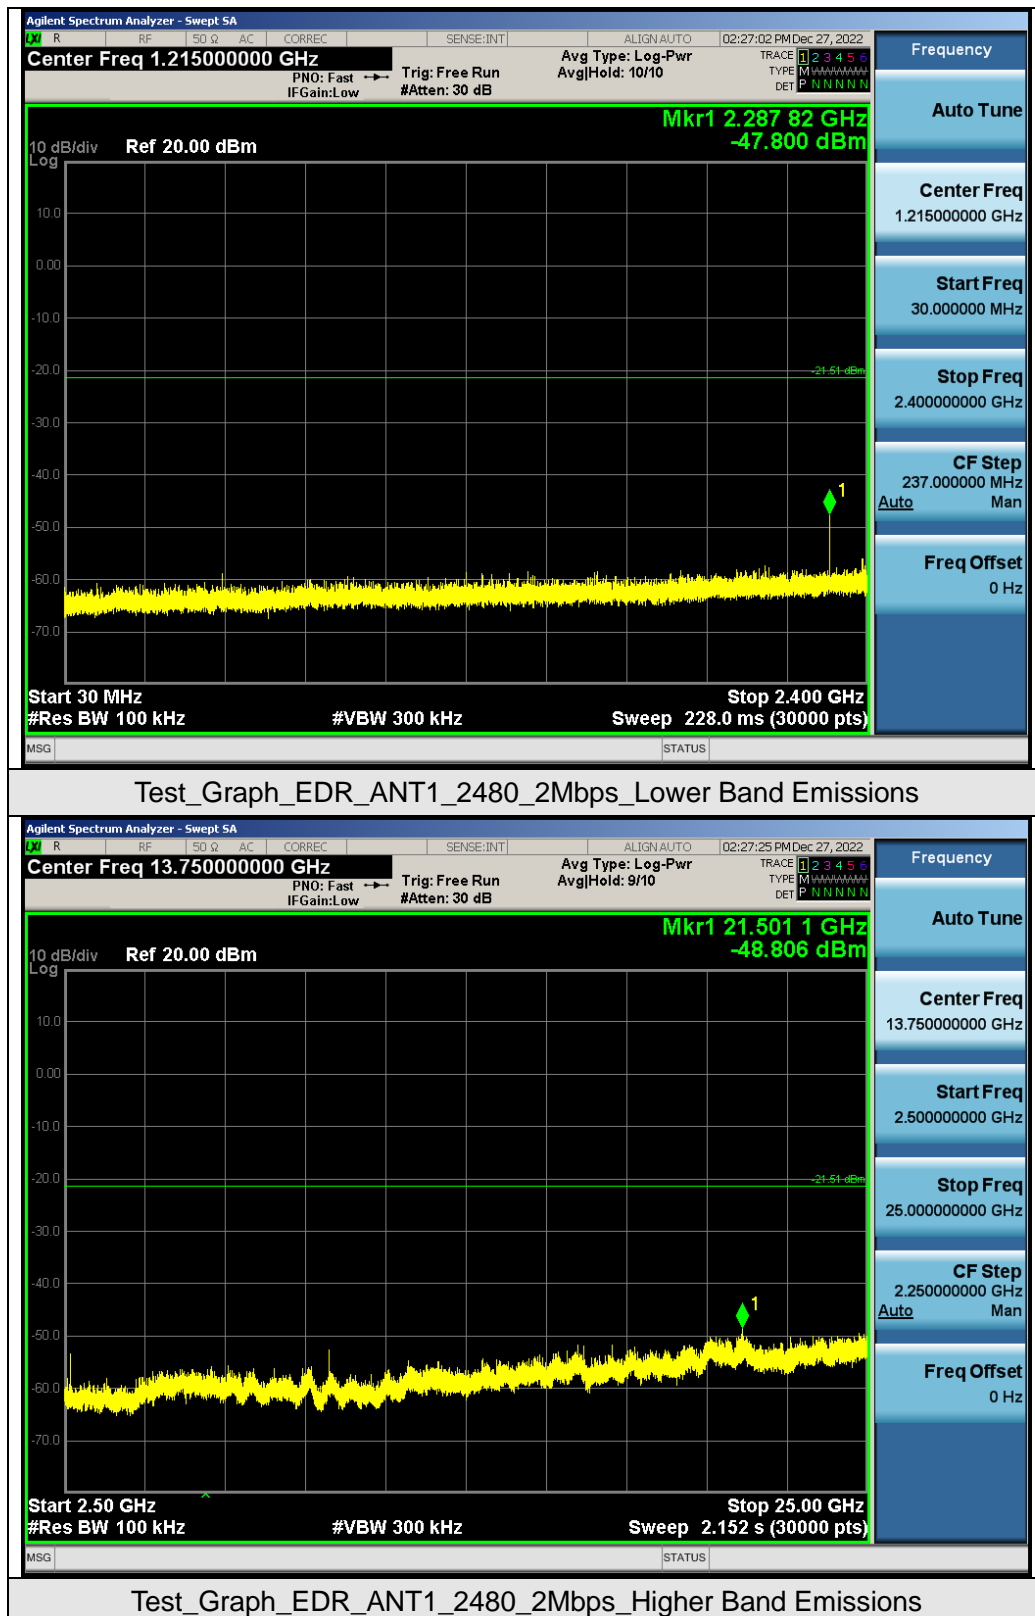 Agilent Spectrum Analyzer - Swept SA
LXI R RF 50 Ω AC CORREC SENSE:INT ALIGN AUTO 02:27:02 PM Dec 27, 2022
Center Freq 1.215000000 GHz
PNO: Fast
IFGain:Low
Trig: Free Run
#Atten: 30 dB
Avg Type: Log-Pwr
Avg|Hold: 10/10
TRACE 1 2 3 4 5 6
TYPE M
DET P N N N N N
Mkr1 2.287 82 GHz
-47.800 dBm
10 dB/div Ref 20.00 dBm
Log
10.0
0.00
-10.0
-20.0
-21.51 dBm
-30.0
-40.0
1
-50.0
-60.0
-70.0
Start 30 MHz Stop 2.400 GHz
#Res BW 100 kHz #VBW 300 kHz Sweep 228.0 ms (30000 pts)
MSG STATUS
Frequency
Auto Tune
Center Freq
1.215000000 GHz
Start Freq
30.000000 MHz
Stop Freq
2.400000000 GHz
CF Step
237.000000 MHz
Auto Man
Freq Offset
0 Hz
Test_Graph_EDR_ANT1_2480_2Mbps_Lower Band Emissions
Agilent Spectrum Analyzer - Swept SA
LXI R RF 50 Ω AC CORREC SENSE:INT ALIGN AUTO 02:27:25 PM Dec 27, 2022
Center Freq 13.750000000 GHz
PNO: Fast
IFGain:Low
Trig: Free Run
#Atten: 30 dB
Avg Type: Log-Pwr
Avg|Hold: 9/10
TRACE 1 2 3 4 5 6
TYPE M
DET P N N N N N
Mkr1 21.501 1 GHz
-48.806 dBm
10 dB/div Ref 20.00 dBm
Log
10.0
0.00
-10.0
-20.0
-21.51 dBm
-30.0
-40.0
1
-50.0
-60.0
-70.0
Start 2.50 GHz Stop 25.00 GHz
#Res BW 100 kHz #VBW 300 kHz Sweep 2.152 s (30000 pts)
MSG STATUS
Frequency
Auto Tune
Center Freq
13.750000000 GHz
Start Freq
2.500000000 GHz
Stop Freq
25.000000000 GHz
CF Step
2.250000000 GHz
Auto Man
Freq Offset
0 Hz
Test_Graph_EDR_ANT1_2480_2Mbps_Higher Band Emissions